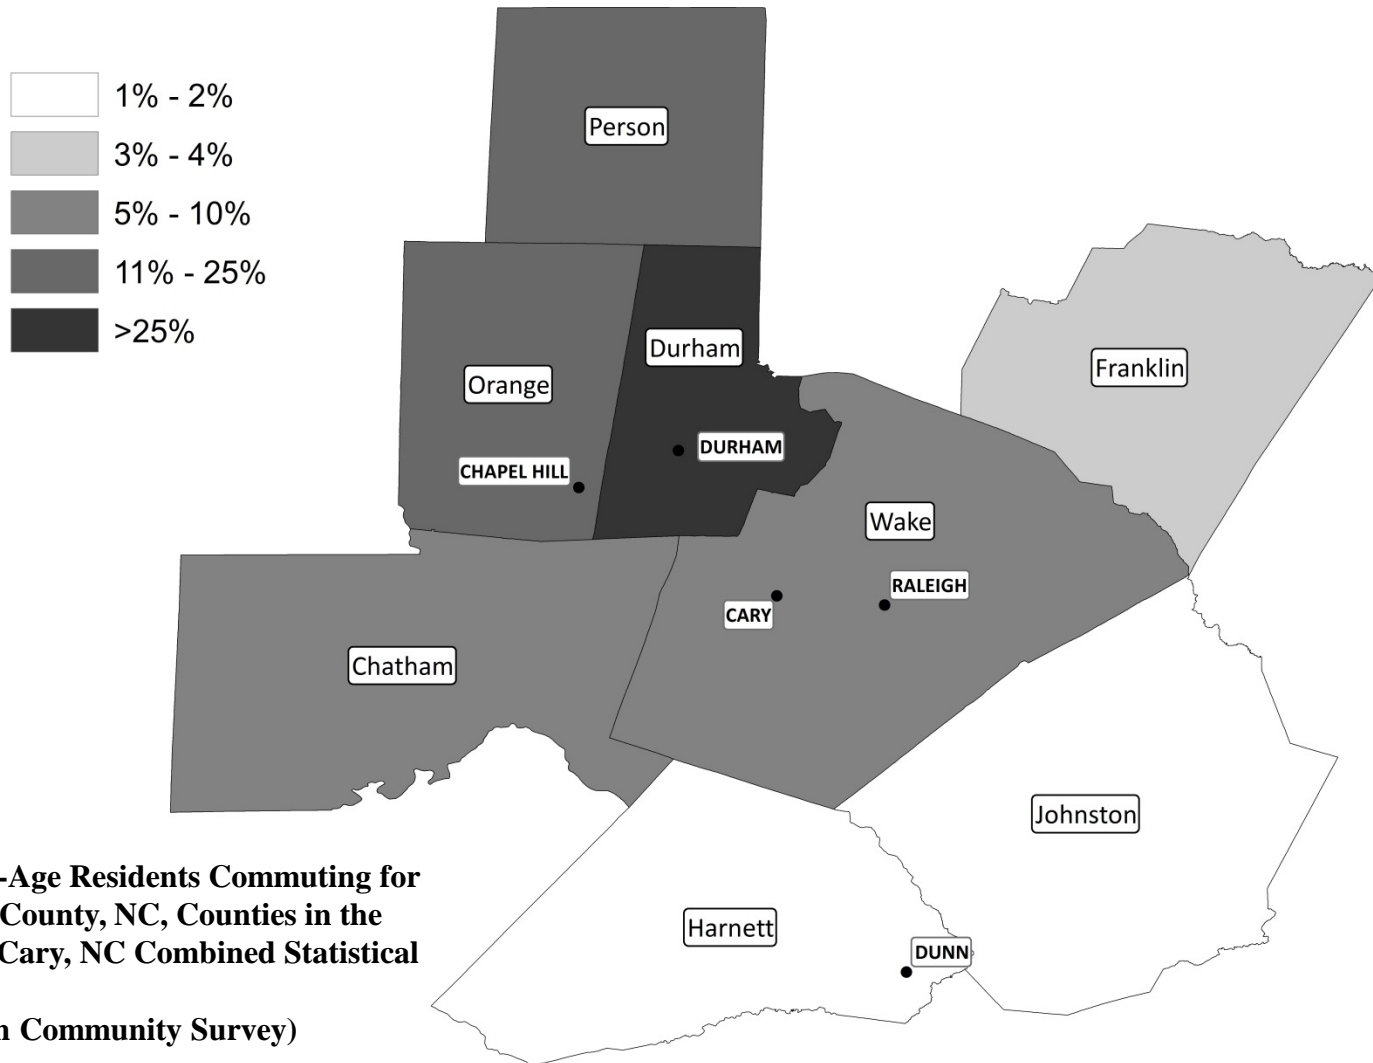 1% - 2%
3% - 4%
5% - 10%
11% - 25%
>25%
Person
Durham
Franklin
Orange
DURHAM
CHAPEL HILL
Wake
RALEIGH
CARY
Chatham
Johnston
Harnett
DUNN
-Age Residents Commuting for
County, NC, Counties in the
Cary, NC Combined Statistical
n Community Survey)